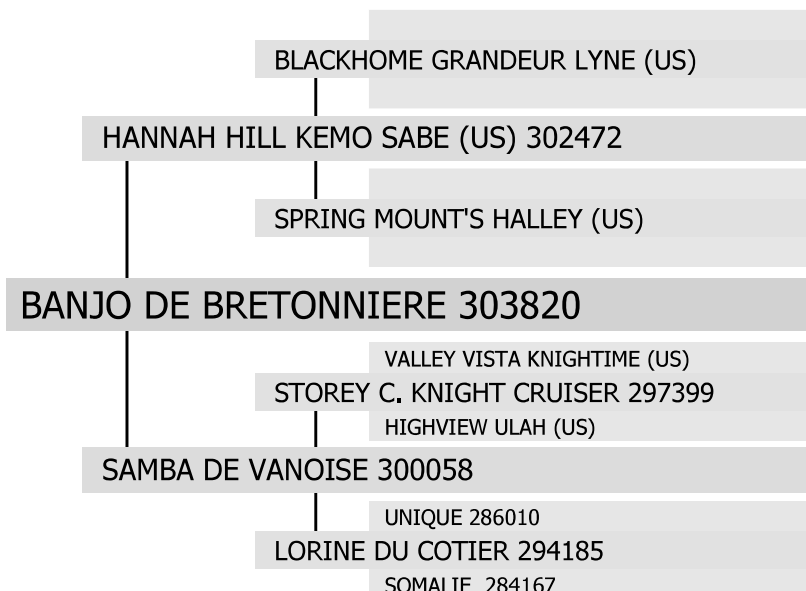 BLACKHOME GRANDEUR LYNE (US)
HANNAH HILL KEMO SABE (US) 302472
SPRING MOUNT'S HALLEY (US)
BANJO DE BRETONNIERE 303820
VALLEY VISTA KNIGHTIME (US)
STOREY C. KNIGHT CRUISER 297399
HIGHVIEW ULAH (US)
SAMBA DE VANOISE 300058
UNIQUE 286010
LORINE DU COTIER 294185
SOMALIE 284167